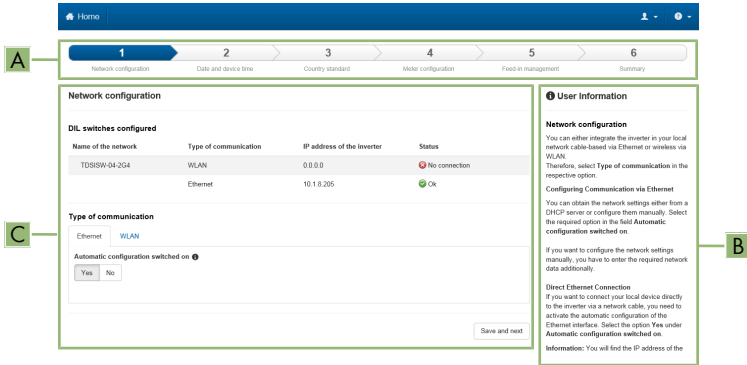 Home
A
1 2 3 4 5 6
Network configuration Date and device time Country standard Meter configuration Feed-in management Summary
C
Network configuration
DIL switches configured
Name of the network Type of communication IP address of the inverter Status
TDSISW-04-2G4 WLAN 0.0.0.0 No connection
Ethernet 10.1.8.205 Ok
Type of communication
Ethernet WLAN
Automatic configuration switched on
Yes No
Save and next
User Information
Network configuration
You can either integrate the inverter in your local
network cable-based via Ethernet or wireless via
WLAN.
Therefore, select Type of communication in the
respective option.
Configuring Communication via Ethernet
You can obtain the network settings either from a
DHCP server or configure them manually. Select
the required option in the field Automatic
configuration switched on.
If you want to configure the network settings
manually, you have to enter the required network
data additionally.
Direct Ethernet Connection
If you want to connect your local device directly
to the inverter via a network cable, you need to
activate the automatic configuration of the
Ethernet interface. Select the option Yes under
Automatic configuration switched on.
Information: You will find the IP address of the
B